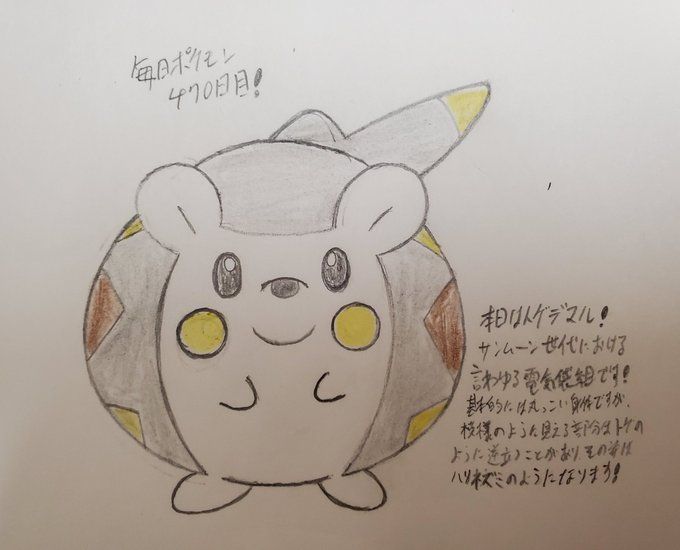 毎日ポケモン
470日目!
本日はトゲデマル!
サンムーン世代における
言わゆる電気袋組です!
基本的には丸っこい身体ですが、
模様のように見える部分はトゲの
ように逆立つことがあり その姿は
ハリネズミのようになります!